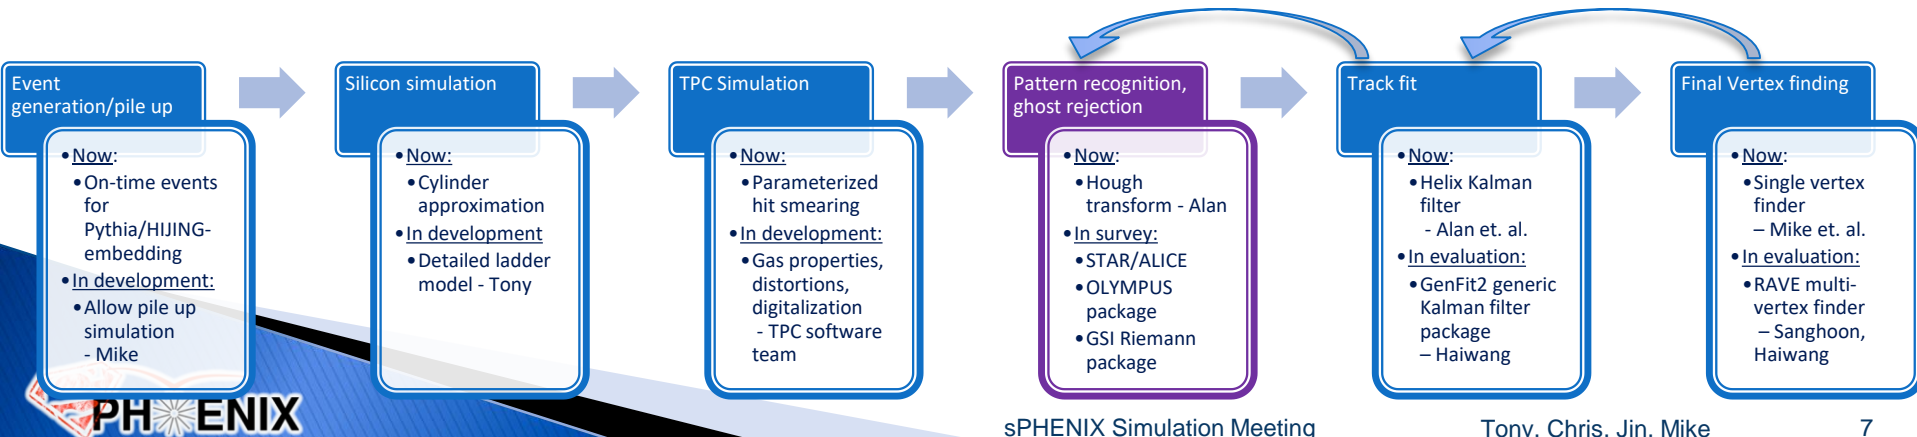 Event
generation/pile up
•Now:
•On-time events
for
Pythia/HIJING-
embedding
•In development:
•Allow pile up
simulation
- Mike
Silicon simulation
•Now:
•Cylinder
approximation
•In development
•Detailed ladder
model - Tony
TPC Simulation
•Now:
•Parameterized
hit smearing
•In development:
•Gas properties,
distortions,
digitalization
- TPC software
team
Pattern recognition,
ghost rejection
•Now:
•Hough
transform - Alan
•In survey:
•STAR/ALICE
•OLYMPUS
package
•GSI Riemann
package
Track fit
•Now:
•Helix Kalman
filter
- Alan et. al.
•In evaluation:
•GenFit2 generic
Kalman filter
package
– Haiwang
Final Vertex finding
•Now:
•Single vertex
finder
– Mike et. al.
•In evaluation:
•RAVE multi-
vertex finder
– Sanghoon,
Haiwang
PHENIX
sPHENIX Simulation Meeting
Tony, Chris, Jin, Mike
7